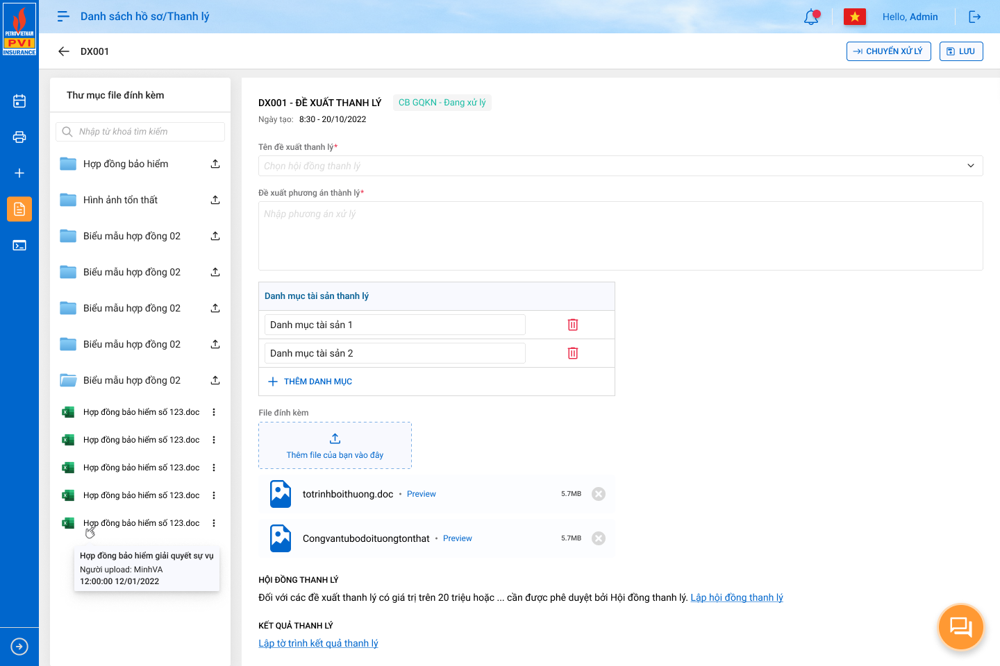 PETROVIETNAM
PVI
INSURANCE
Danh sách hồ sơ/Thanh lý
Hello, Admin
DX001
CHUYỂN XỬ LÝ
LƯU
Thư mục file đính kèm
Nhập từ khoá tìm kiếm
Hợp đồng bảo hiểm
Hình ảnh tổn thất
Biểu mẫu hợp đồng 02
Biểu mẫu hợp đồng 02
Biểu mẫu hợp đồng 02
Biểu mẫu hợp đồng 02
Biểu mẫu hợp đồng 02
Hợp đồng bảo hiểm số 123.doc
Hợp đồng bảo hiểm số 123.doc
Hợp đồng bảo hiểm số 123.doc
Hợp đồng bảo hiểm số 123.doc
Hợp đồng bảo hiểm số 123.doc
Hợp đồng bảo hiểm giải quyết sự vụ
Người upload: MinhVA
12:00:00 12/01/2022
DX001 - ĐỀ XUẤT THANH LÝ
CB GQKN - Đang xử lý
Ngày tạo: 8:30 - 20/10/2022
Tên đề xuất thanh lý*
Chọn hội đồng thanh lý
Đề xuất phương án thành lý*
Nhập phương án xử lý
Danh mục tài sản thanh lý
Danh mục tài sản 1
Danh mục tài sản 2
THÊM DANH MỤC
File đính kèm
Thêm file của bạn vào đây
totrinhboithuong.doc • Preview 5.7MB
Congvantubodoituongtonthat • Preview 5.7MB
HỘI ĐỒNG THANH LÝ
Đối với các đề xuất thanh lý có giá trị trên 20 triệu hoặc ... cần được phê duyệt bởi Hội đồng thanh lý. Lập hội đồng thanh lý
KẾT QUẢ THANH LÝ
Lập tờ trình kết quả thanh lý